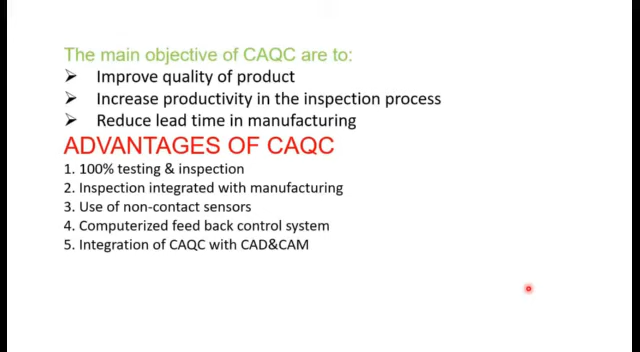 The main objective of CAQC are to:
➢ Improve quality of product
➢ Increase productivity in the inspection process
➢ Reduce lead time in manufacturing
ADVANTAGES OF CAQC
1. 100% testing & inspection
2. Inspection integrated with manufacturing
3. Use of non-contact sensors
4. Computerized feed back control system
5. Integration of CAQC with CAD&CAM